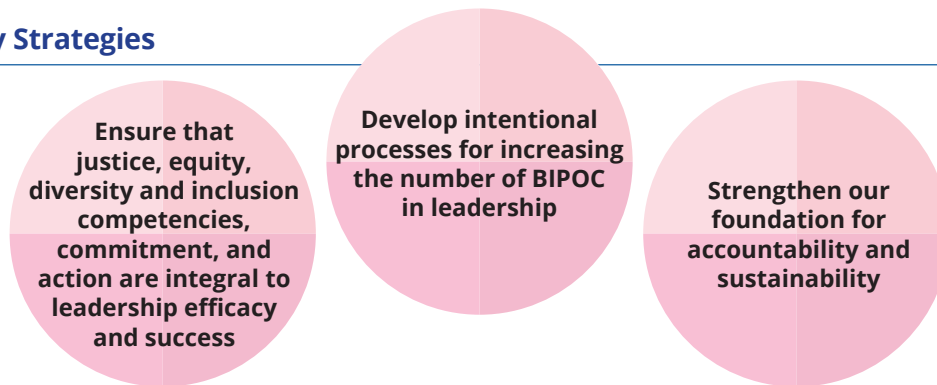 y Strategies
Ensure that
justice, equity,
diversity and inclusion
competencies,
commitment, and
action are integral to
leadership efficacy
and success
Develop intentional
processes for increasing
the number of BIPOC
in leadership
Strengthen our
foundation for
accountability and
sustainability